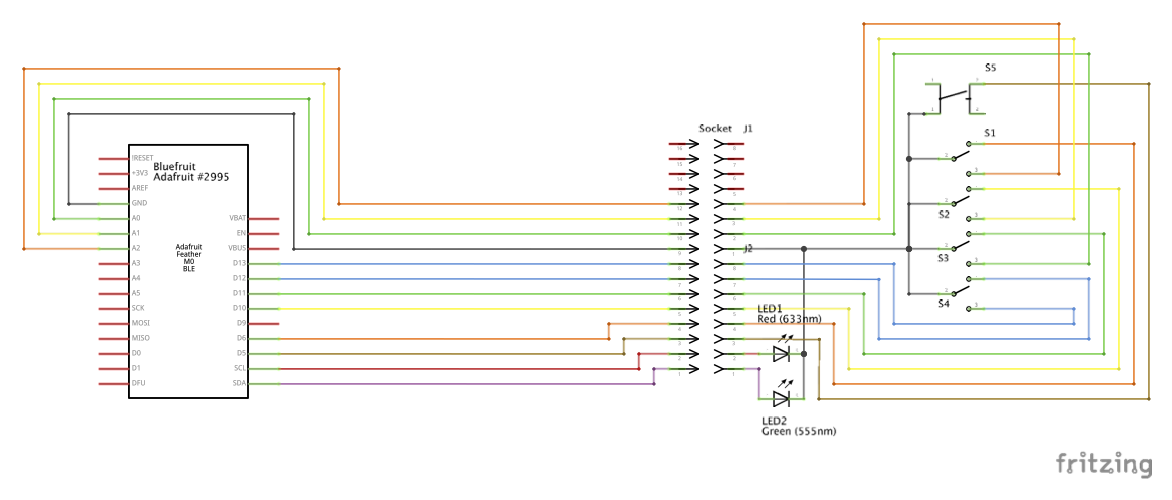 S5
Socket J1
S1
!RESET
Bluefruit
Adafruit #2995
+3V3
AREF
GND
A0
VBAT
S2
A1
EN
A2
Adafruit
Feather
M0
BLE
VBUS
J2
S3
A3
D13
A4
D12
A5
D11
S4
SCK
D10
LED1
Red (633nm)
MOSI
D9
MISO
D6
D0
D5
D1
SCL
DFU
SDA
LED2
Green (555nm)
fritzing